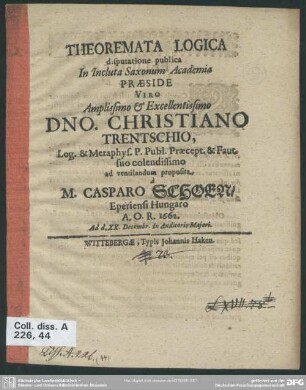 THEOREMATA LOGICA
disputatione publica
In Incluta Saxonum Academia
PRÆSIDE
VIRO
Amplissimo & Excellentissimo
DNO. CHRISTIANO
TRENTSCHIO,
Log. & Metaphys. P. Publ. Præcept. & Faut.
suo colendissimo
ad ventilandum proposita
M. CASPARO SCHOEN,
Eperiensi Hungaro
A. O. R. 1662.
Ad d. XX. Decembr. In Auditorio Majori.
WITTEBERGÆ, Typis Johannis Haken.
76.
Coll. diss. A
226, 44